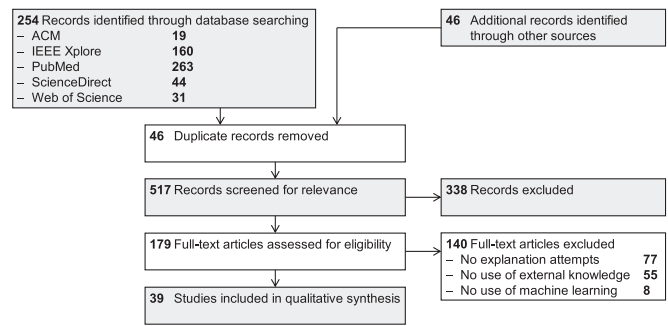 254 Records identified through database searching
– ACM 19
– IEEE Xplore 160
– PubMed 263
– ScienceDirect 44
– Web of Science 31
46 Additional records identified
through other sources
46 Duplicate records removed
517 Records screened for relevance
338 Records excluded
179 Full-text articles assessed for eligibility
140 Full-text articles excluded
– No explanation attempts 77
– No use of external knowledge 55
– No use of machine learning 8
39 Studies included in qualitative synthesis